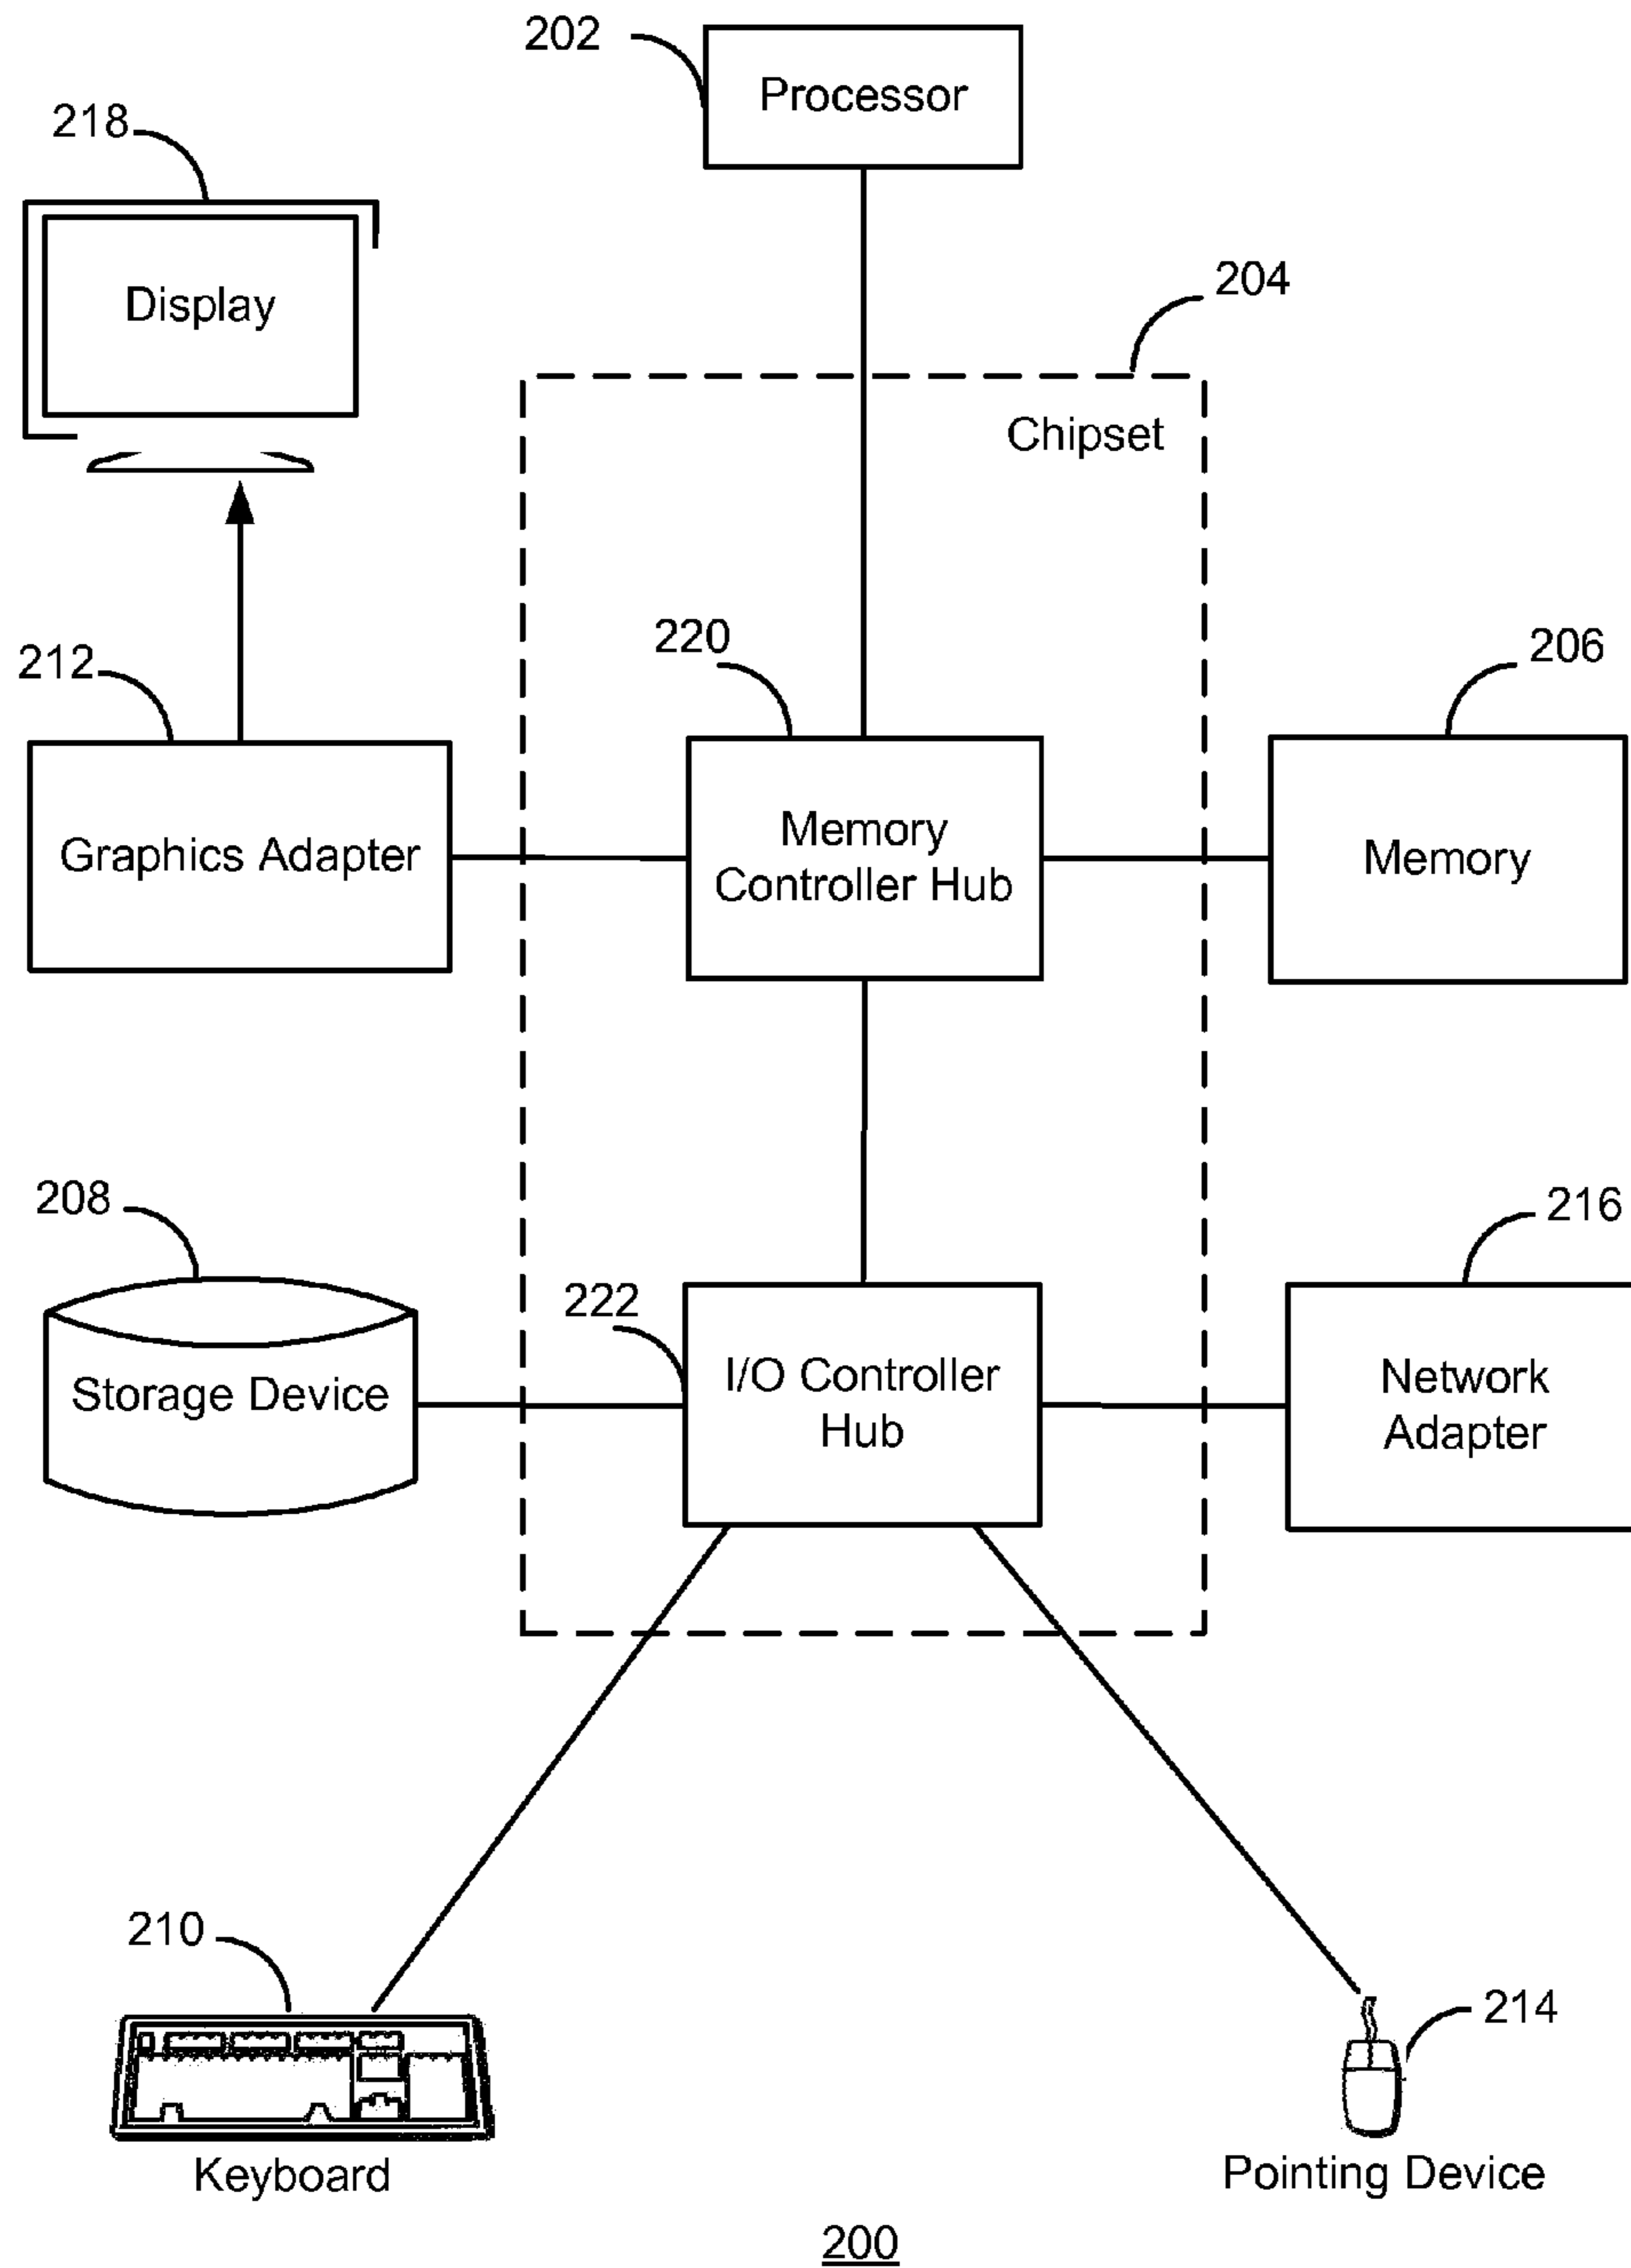 202
Processor
218
Display
204
Chipset
220
206
212
Memory
Controller Hub
Graphics Adapter
Memory
208
216
222
Storage Device
I/O Controller
Hub
Network
Adapter
210
214
Keyboard
Pointing Device
200